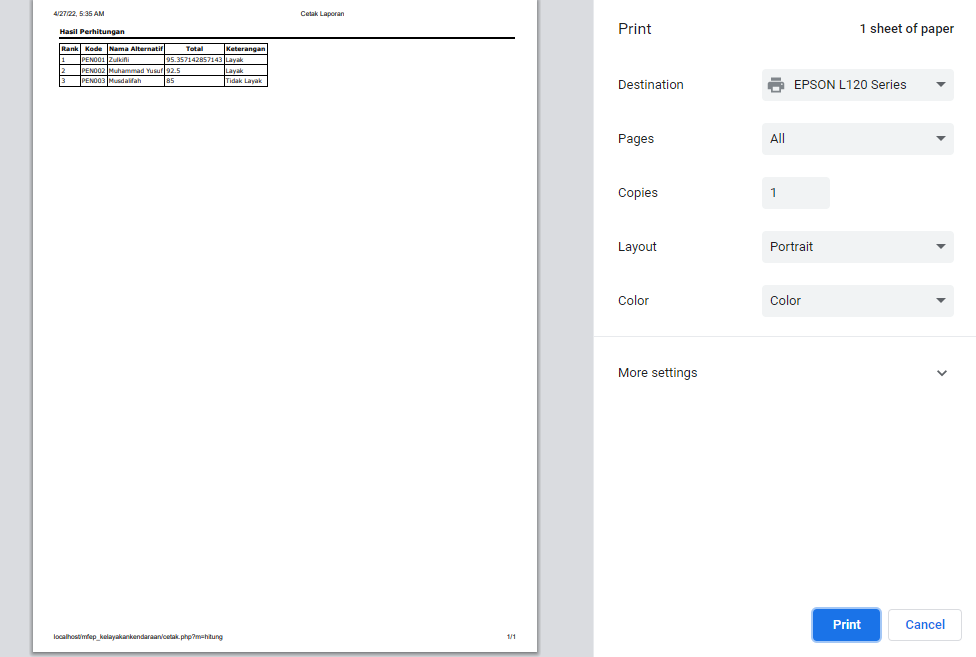 4/27/22, 5:35 AM Cetak Laporan
Hasil Perhitungan
Rank Kode Nama Alternatif Total Keterangan
1 PEN001 Zulkifli 95.357142857143 Layak
2 PEN002 Muhammad Yusuf 92.5 Layak
3 PEN003 Musdalifah 85 Tidak Layak
localhost/mfep_kelayakankendaraan/cetak.php?m=hitung 1/1
Print 1 sheet of paper
Destination EPSON L120 Series
Pages All
Copies 1
Layout Portrait
Color Color
More settings
Print Cancel